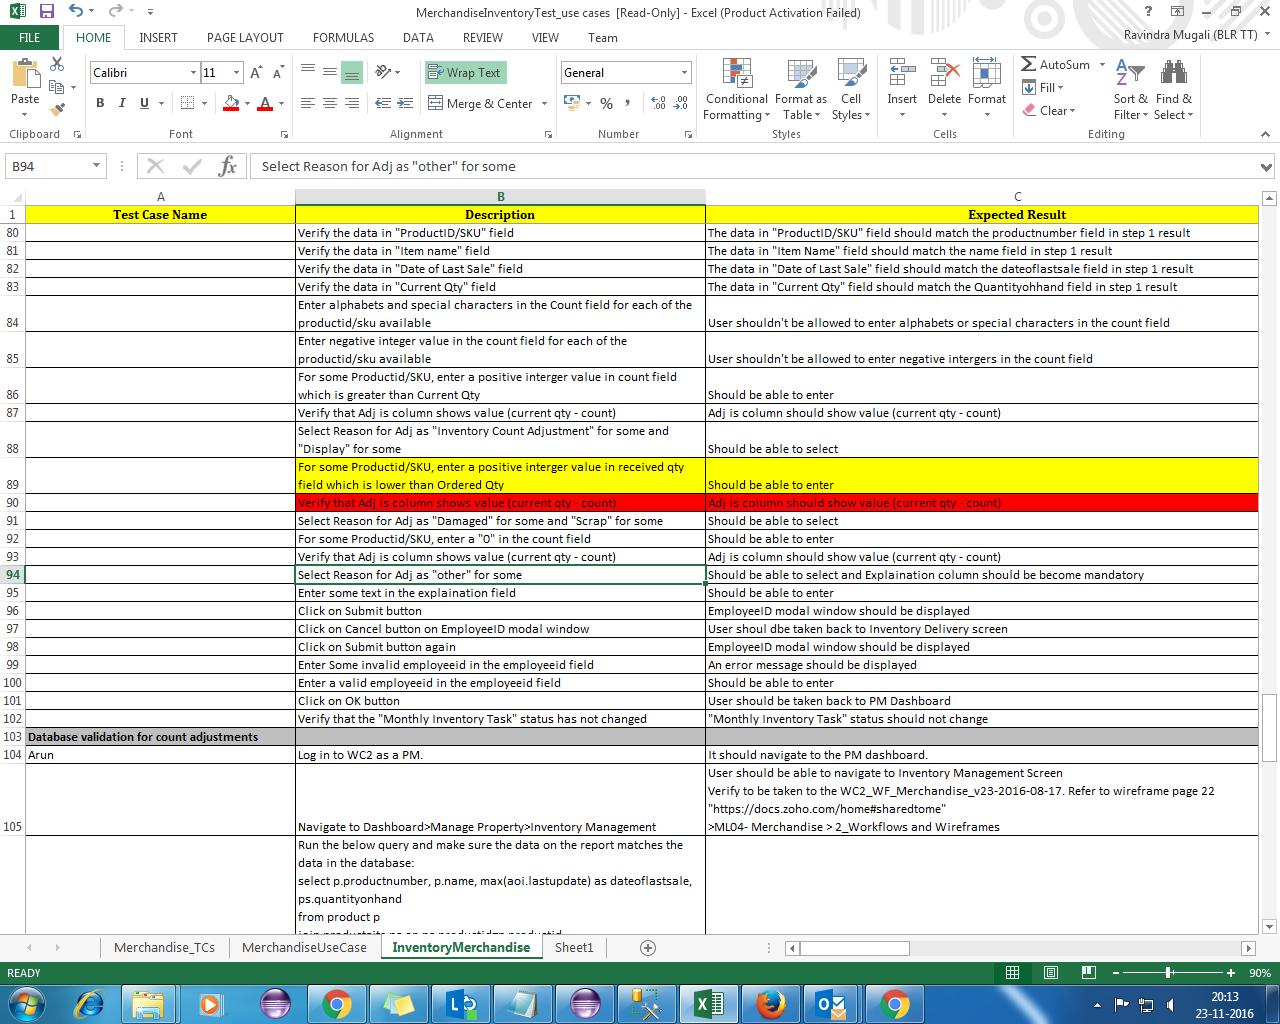 MerchandiseInventoryTest_use cases [Read-Only] - Excel (Product Activation Failed)
FILE HOME INSERT PAGE LAYOUT FORMULAS DATA REVIEW VIEW Team Ravindra Mugali (BLR TT)
Paste
Clipboard
Calibri 11
B I U
Font
Wrap Text
Merge & Center
Alignment
General
Number
Conditional Formatting
Format as Table
Cell Styles
Styles
Insert Delete Format
Cells
AutoSum
Fill
Clear
Sort & Filter
Find & Select
Editing
B94 fx Select Reason for Adj as "other" for some
A B C
1 Test Case Name Description Expected Result
80 Verify the data in "ProductID/SKU" field The data in "ProductID/SKU" field should match the productnumber field in step 1 result
81 Verify the data in "Item name" field The data in "Item Name" field should match the name field in step 1 result
82 Verify the data in "Date of Last Sale" field The data in "Date of Last Sale" field should match the dateoflastsale field in step 1 result
83 Verify the data in "Current Qty" field The data in "Current Qty" field should match the Quantityohhand field in step 1 result
Enter alphabets and special characters in the Count field for each of the
84 productid/sku available User shouldn't be allowed to enter alphabets or special characters in the count field
Enter negative integer value in the count field for each of the
85 productid/sku available User shouldn't be allowed to enter negative intergers in the count field
For some Productid/SKU, enter a positive interger value in count field
86 which is greater than Current Qty Should be able to enter
87 Verify that Adj is column shows value (current qty - count) Adj is column should show value (current qty - count)
Select Reason for Adj as "Inventory Count Adjustment" for some and
88 "Display" for some Should be able to select
For some Productid/SKU, enter a positive interger value in received qty
89 field which is lower than Ordered Qty Should be able to enter
90 Verify that Adj is column shows value (current qty - count) Adj is column should show value (current qty - count)
91 Select Reason for Adj as "Damaged" for some and "Scrap" for some Should be able to select
92 For some Productid/SKU, enter a "0" in the count field Should be able to enter
93 Verify that Adj is column shows value (current qty - count) Adj is column should show value (current qty - count)
94 Select Reason for Adj as "other" for some Should be able to select and Explaination column should be become mandatory
95 Enter some text in the explaination field Should be able to enter
96 Click on Submit button EmployeeID modal window should be displayed
97 Click on Cancel button on EmployeeID modal window User shoul dbe taken back to Inventory Delivery screen
98 Click on Submit button again EmployeeID modal window should be displayed
99 Enter Some invalid employeeid in the employeeid field An error message should be displayed
100 Enter a valid employeeid in the employeeid field Should be able to enter
101 Click on OK button User should be taken back to PM Dashboard
102 Verify that the "Monthly Inventory Task" status has not changed "Monthly Inventory Task" status should not change
103 Database validation for count adjustments
104 Arun Log in to WC2 as a PM. It should navigate to the PM dashboard.
User should be able to navigate to Inventory Management Screen
Verify to be taken to the WC2_WF_Merchandise_v23-2016-08-17. Refer to wireframe page 22
"https://docs.zoho.com/home#sharedtome"
105 Navigate to Dashboard>Manage Property>Inventory Management >ML04- Merchandise > 2_Workflows and Wireframes
Run the below query and make sure the data on the report matches the
data in the database:
select p.productnumber, p.name, max(aoi.lastupdate) as dateoflastsale,
ps.quantityonhand
from product p
Merchandise_TCs MerchandiseUseCase InventoryMerchandise Sheet1
READY 90%
20:13
23-11-2016